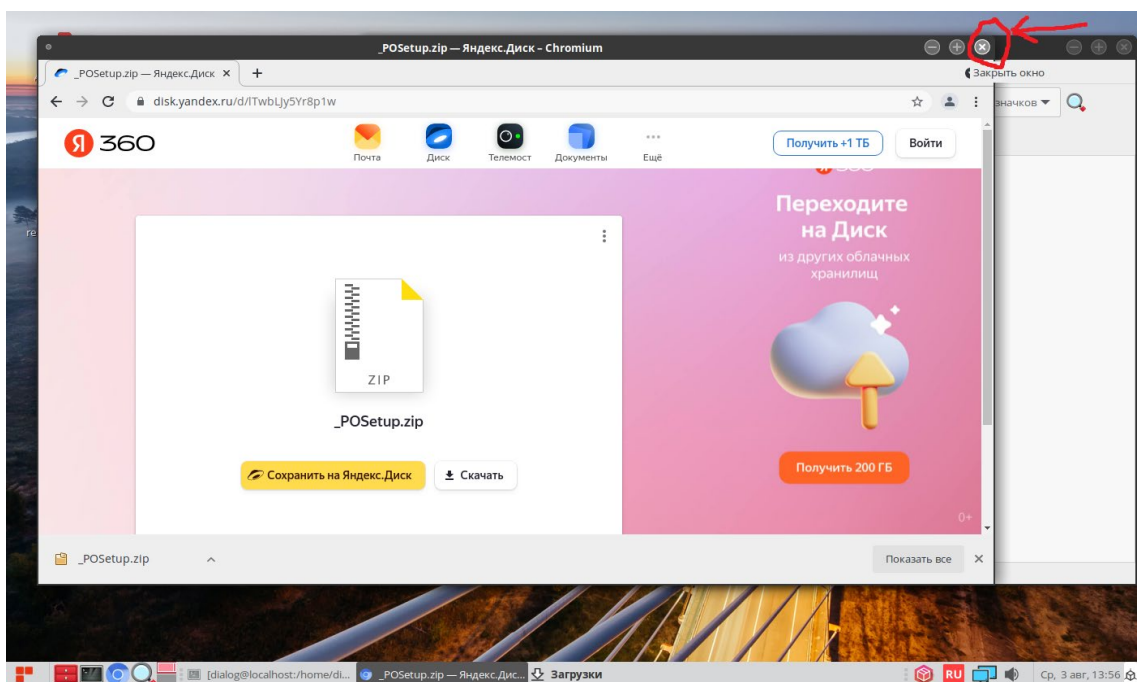 _POSetup.zip — Яндекс.Диск – Chromium
_POSetup.zip — Яндекс.Диск
Закрыть окно
disk.yandex.ru/d/lTwbLJy5Yr8p1w
значков
Я 360
Почта
Диск
Телемост
Документы
Ещё
Получить +1 ТБ
Войти
Переходите
на Диск
из других облачных
хранилищ
ZIP
_POSetup.zip
Сохранить на Яндекс.Диск
Скачать
Получить 200 ГБ
0+
_POSetup.zip
Показать все
re
[dialog@localhost:/home/di...
_POSetup.zip — Яндекс.Дис...
Загрузки
RU
Ср, 3 авг, 13:56